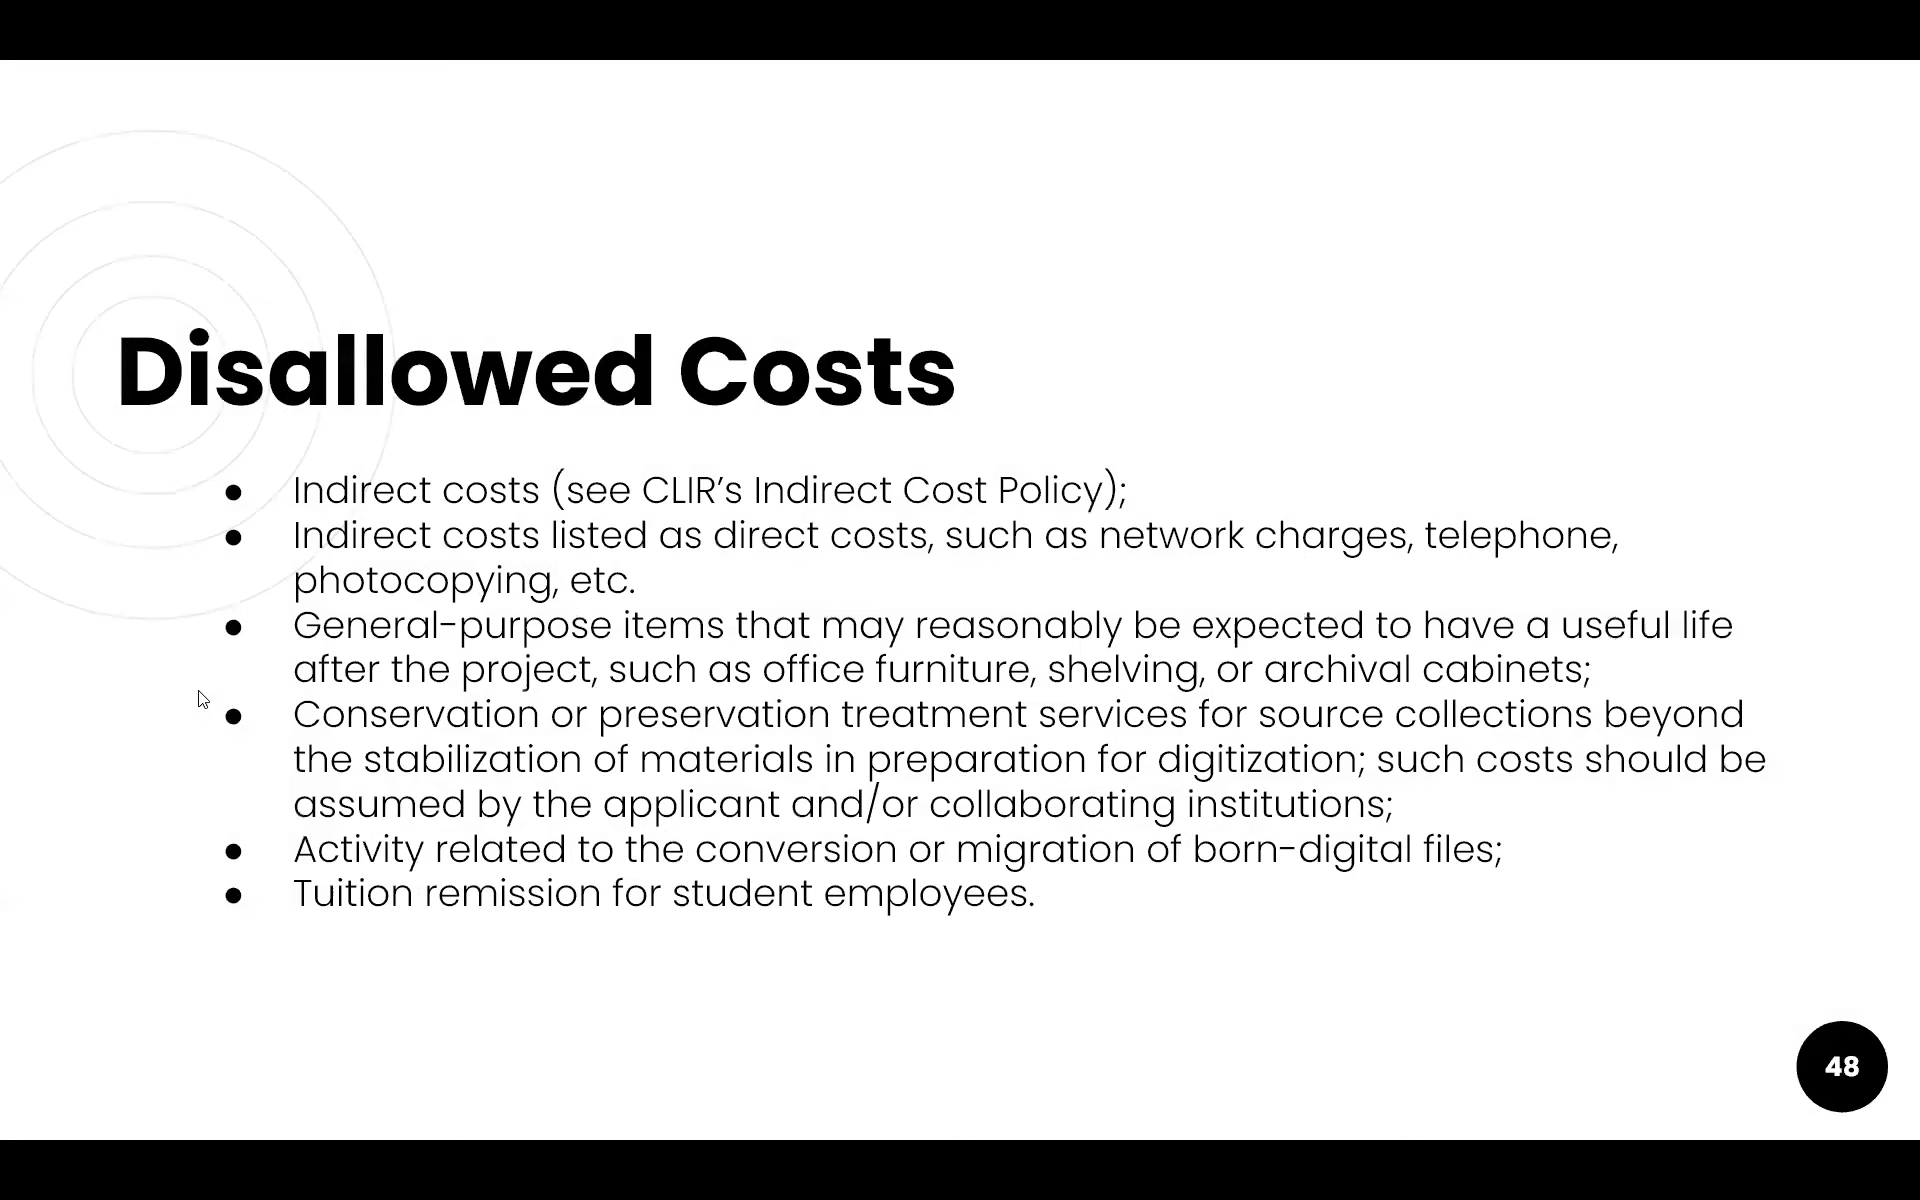 Disallowed Costs
● Indirect costs (see CLIR’s Indirect Cost Policy);
● Indirect costs listed as direct costs, such as network charges, telephone,
photocopying, etc.
● General-purpose items that may reasonably be expected to have a useful life
after the project, such as office furniture, shelving, or archival cabinets;
● Conservation or preservation treatment services for source collections beyond
the stabilization of materials in preparation for digitization; such costs should be
assumed by the applicant and/or collaborating institutions;
● Activity related to the conversion or migration of born-digital files;
● Tuition remission for student employees.
48